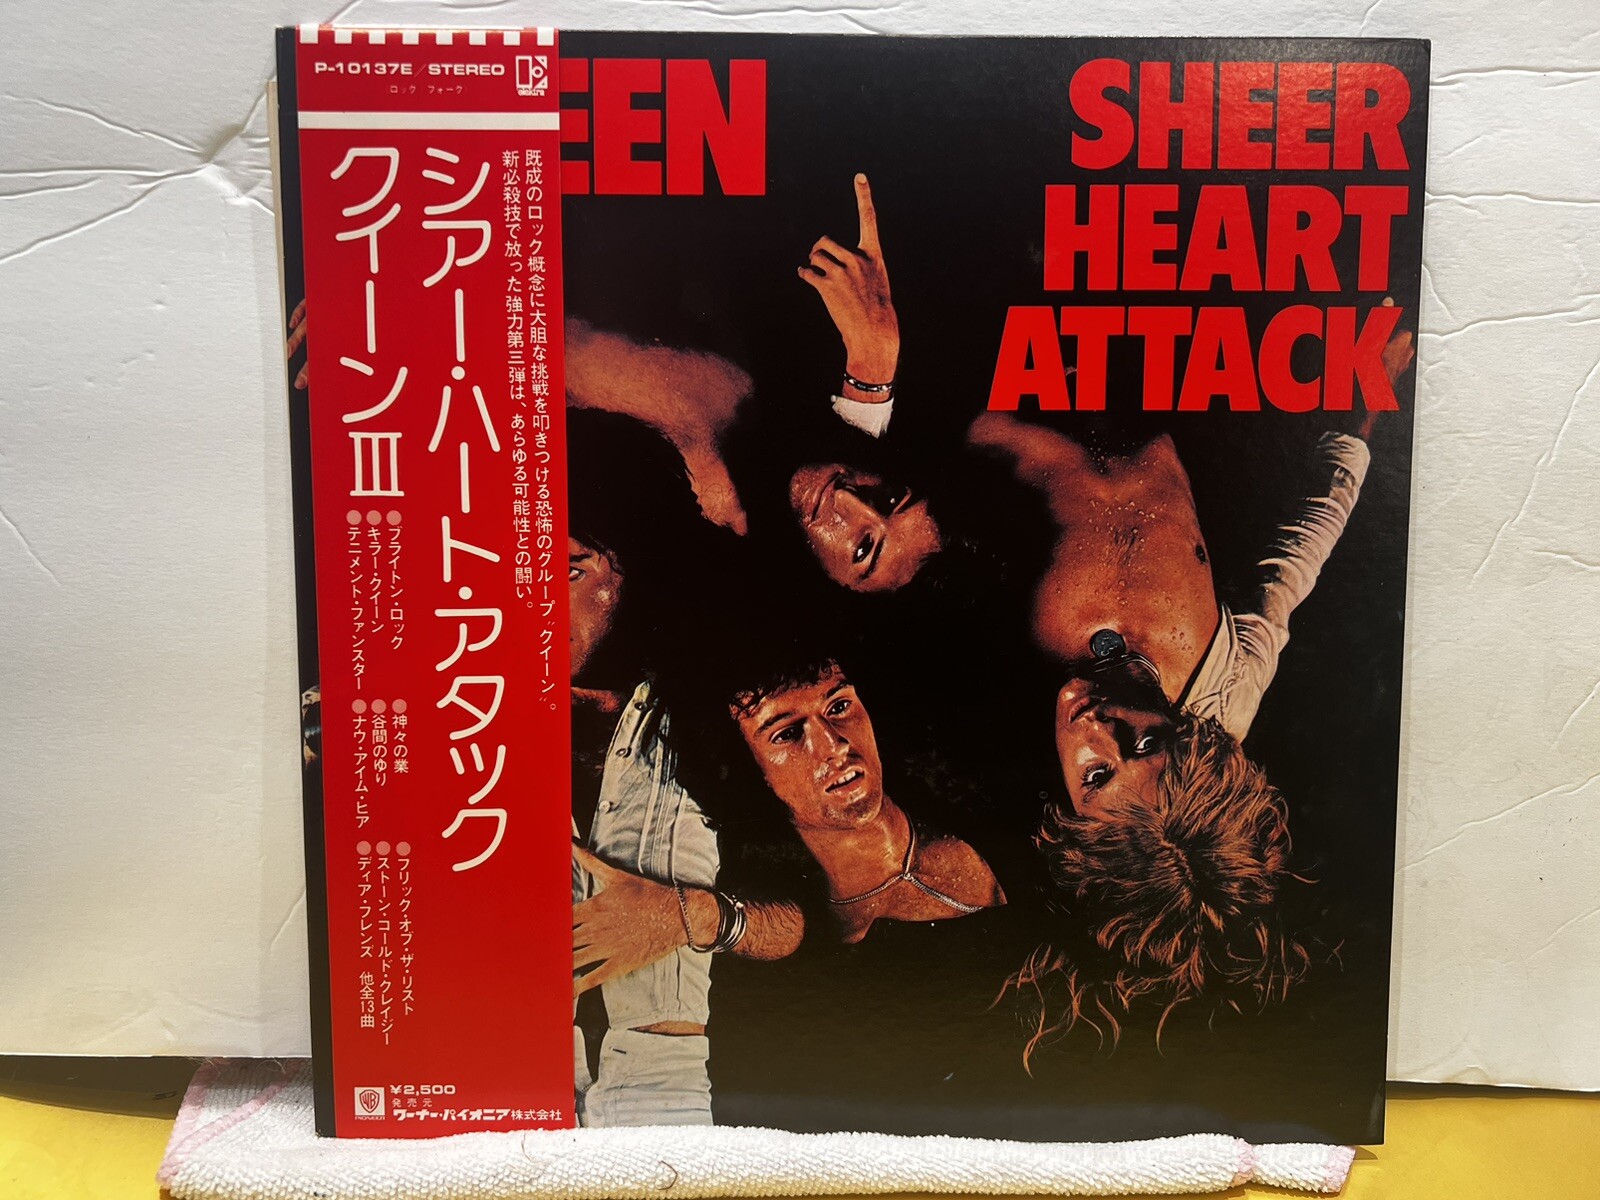 P-10137E/STEREO
elektra
(ロック フォーク)
既成のロック概念に大胆な挑戦を叩きつける恐怖のグループ〝クイーン〟。
新必殺技で放った強力第三弾は、あらゆる可能性との闘い。
シアー・ハート・アタック
クイーンⅢ
●ブライトン・ロック
●キラー・クイーン
●テニメント・ファンスター
●神々の業
●谷間のゆり
●ナウ・アイム・ヒア
●フリック・オブ・ザ・リスト
●ストーン・コールド・クレイジー
●ディア・フレンズ 他全13曲
WB
PIONEER
¥2,500
発売元
ワーナー・パイオニア株式会社
EEN
SHEER
HEART
ATTACK